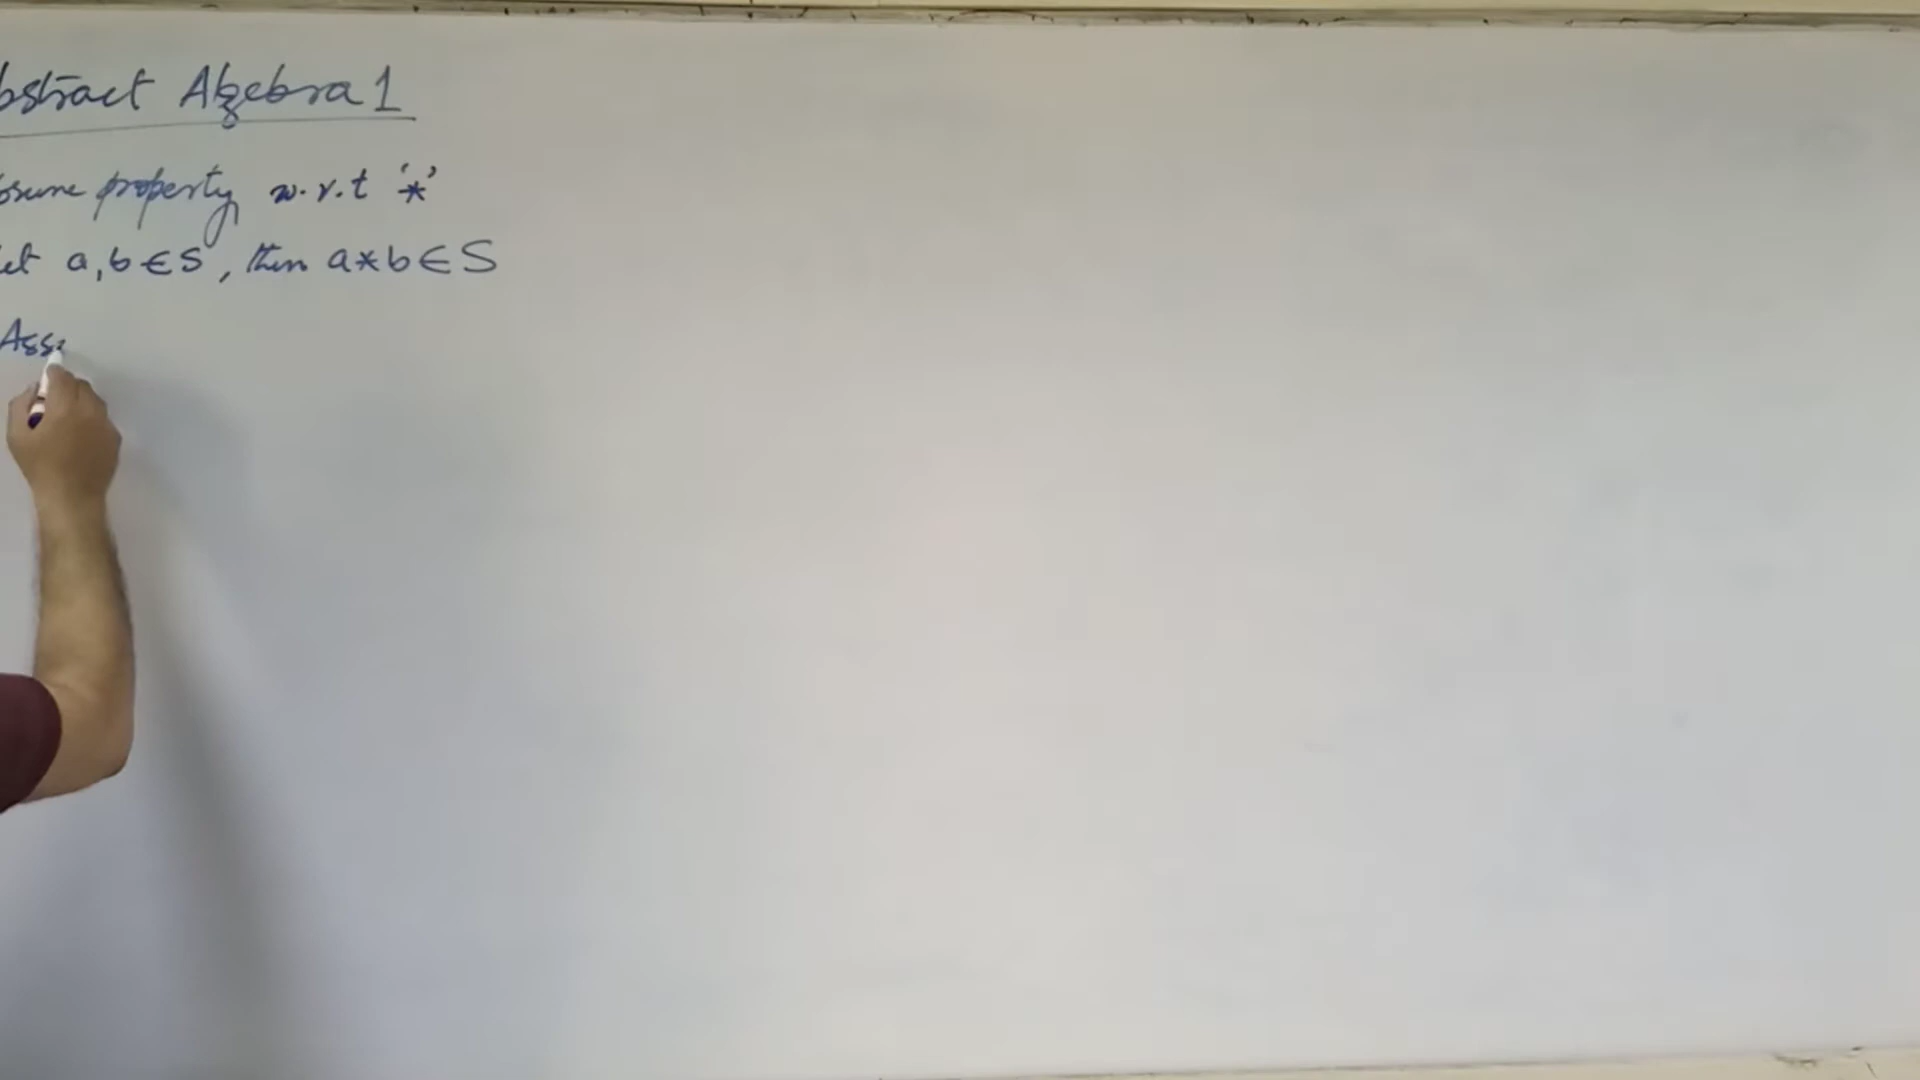 bstract Algebra 1
osure property w.r.t '*'
et a, b ∈ S, then a * b ∈ S
Ass